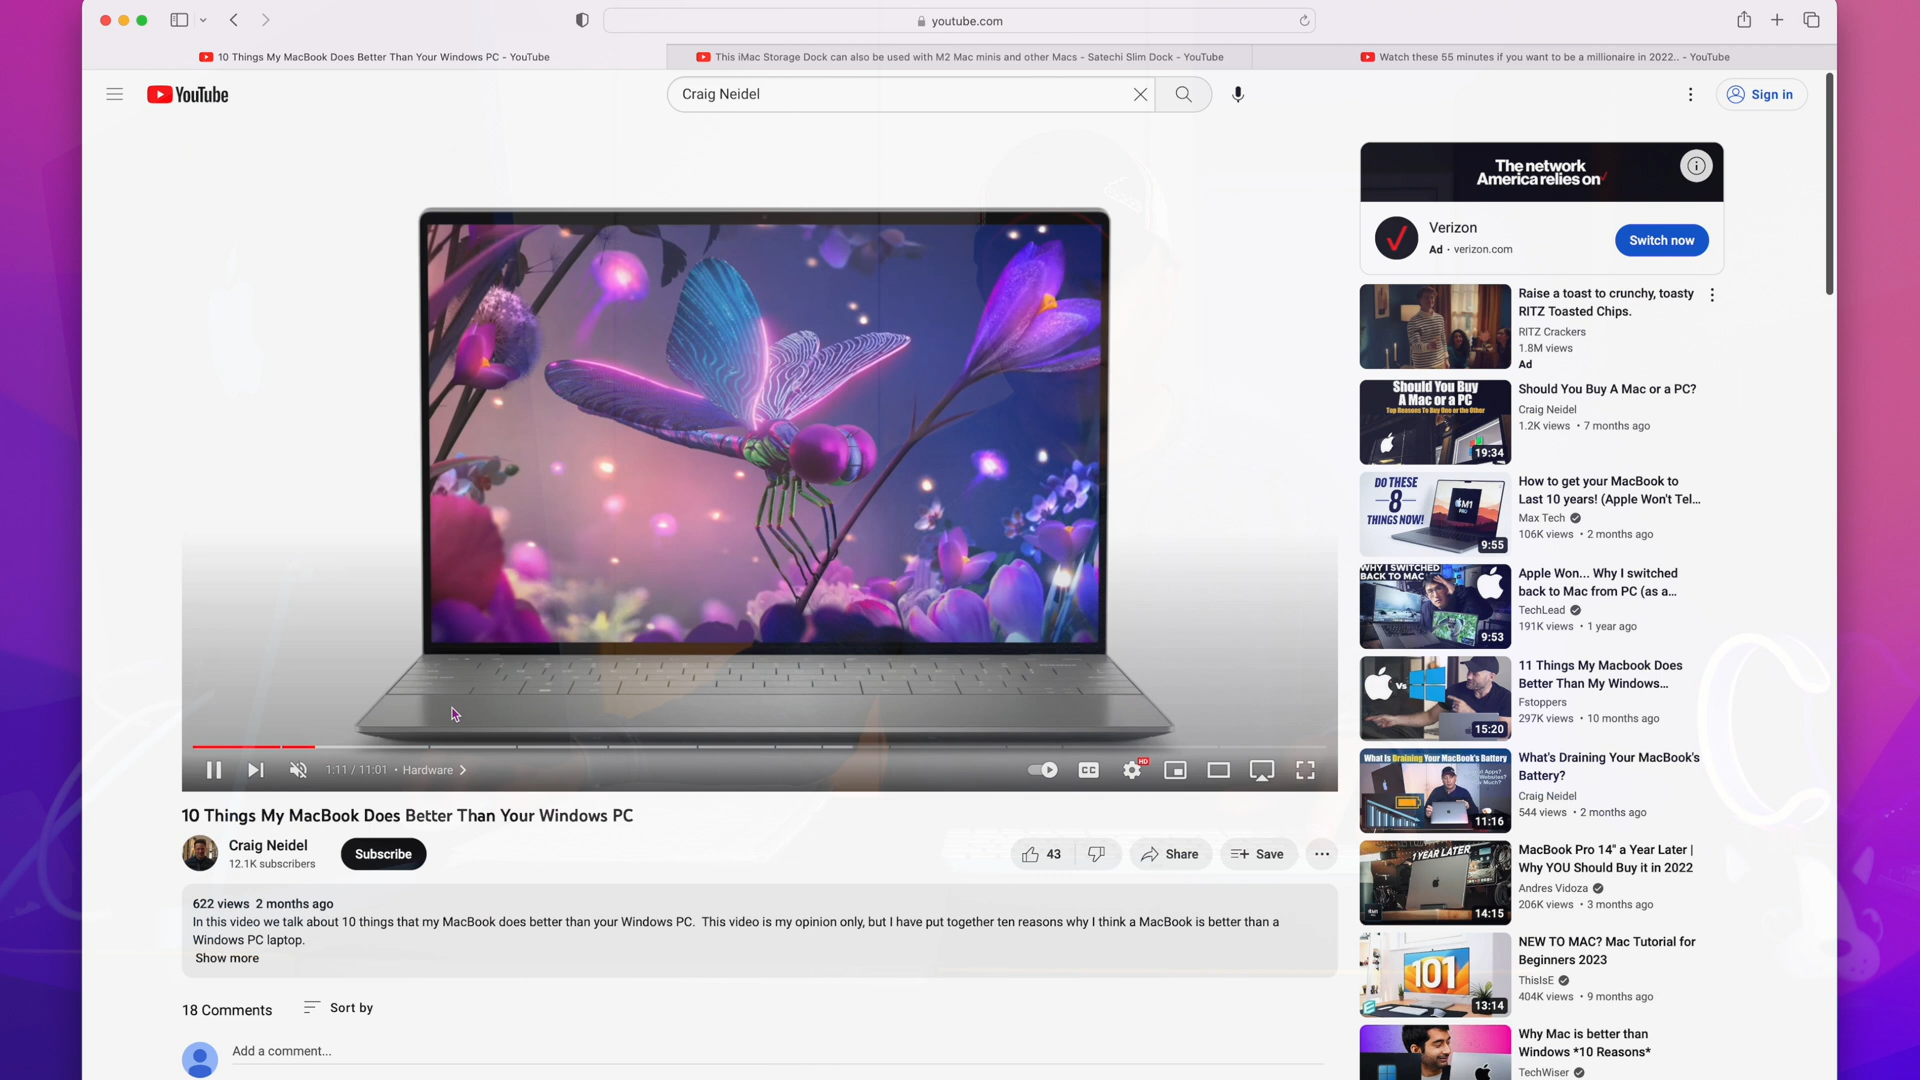 youtube.com
10 Things My MacBook Does Better Than Your Windows PC - YouTube
This iMac Storage Dock can also be used with M2 Mac minis and other Macs - Satechi Slim Dock - YouTube
Watch these 55 minutes if you want to be a millionaire in 2022.. - YouTube
YouTube
Craig Neidel
Sign in
The network
America relies on
Verizon
Ad · verizon.com
Switch now
Raise a toast to crunchy, toasty
RITZ Toasted Chips.
RITZ Crackers
1.8M views
Ad
Should You Buy
A Mac or a PC
Top Reasons To Buy One or the Other
19:34
Should You Buy A Mac or a PC?
Craig Neidel
1.2K views • 7 months ago
DO THESE
8
THINGS NOW!
M1
9:55
How to get your MacBook to
Last 10 years! (Apple Won't Tel...
Max Tech
106K views • 2 months ago
WHY I SWITCHED
BACK TO MAC
9:53
Apple Won... Why I switched
back to Mac from PC (as a...
TechLead
191K views • 1 year ago
Vs
15:20
11 Things My Macbook Does
Better Than My Windows...
Fstoppers
297K views • 10 months ago
What Is Draining Your MacBook's
11:16
What's Draining Your MacBook's
Battery?
Craig Neidel
544 views • 2 months ago
1 YEAR LATER
14:15
MacBook Pro 14" a Year Later |
Why YOU Should Buy it in 2022
Andres Vidoza
206K views • 3 months ago
101
13:14
NEW TO MAC? Mac Tutorial for
Beginners 2023
ThisIsE
404K views • 9 months ago
Why Mac is better than
Windows *10 Reasons*
TechWiser
1:11 / 11:01 • Hardware
CC
HD
10 Things My MacBook Does Better Than Your Windows PC
Craig Neidel
12.1K subscribers
Subscribe
43
Share
Save
622 views 2 months ago
In this video we talk about 10 things that my MacBook does better than your Windows PC. This video is my opinion only, but I have put together ten reasons why I think a MacBook is better than a
Windows PC laptop.
Show more
18 Comments
Sort by
Add a comment...